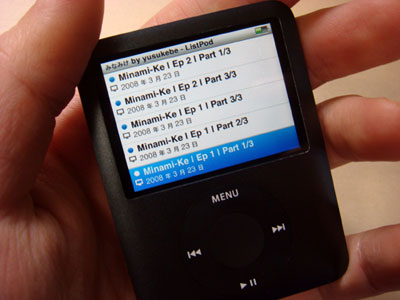 みなみけ by yusukebe - ListPod
Minami-Ke | Ep 2 | Part 1/3
2008 年 3 月 23 日
Minami-Ke | Ep 2 | Part 3/3
2008 年 3 月 23 日
Minami-Ke | Ep 1 | Part 3/3
2008 年 3 月 23 日
Minami-Ke | Ep 1 | Part 2/3
2008 年 3 月 23 日
Minami-Ke | Ep 1 | Part 1/3
2008 年 3 月 23 日
MENU